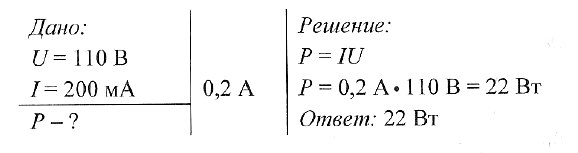 Дано:
U = 110 В
I = 200 мА
P – ?
0,2 А
Решение:
P = IU
P = 0,2 А • 110 В = 22 Вт
Ответ: 22 Вт